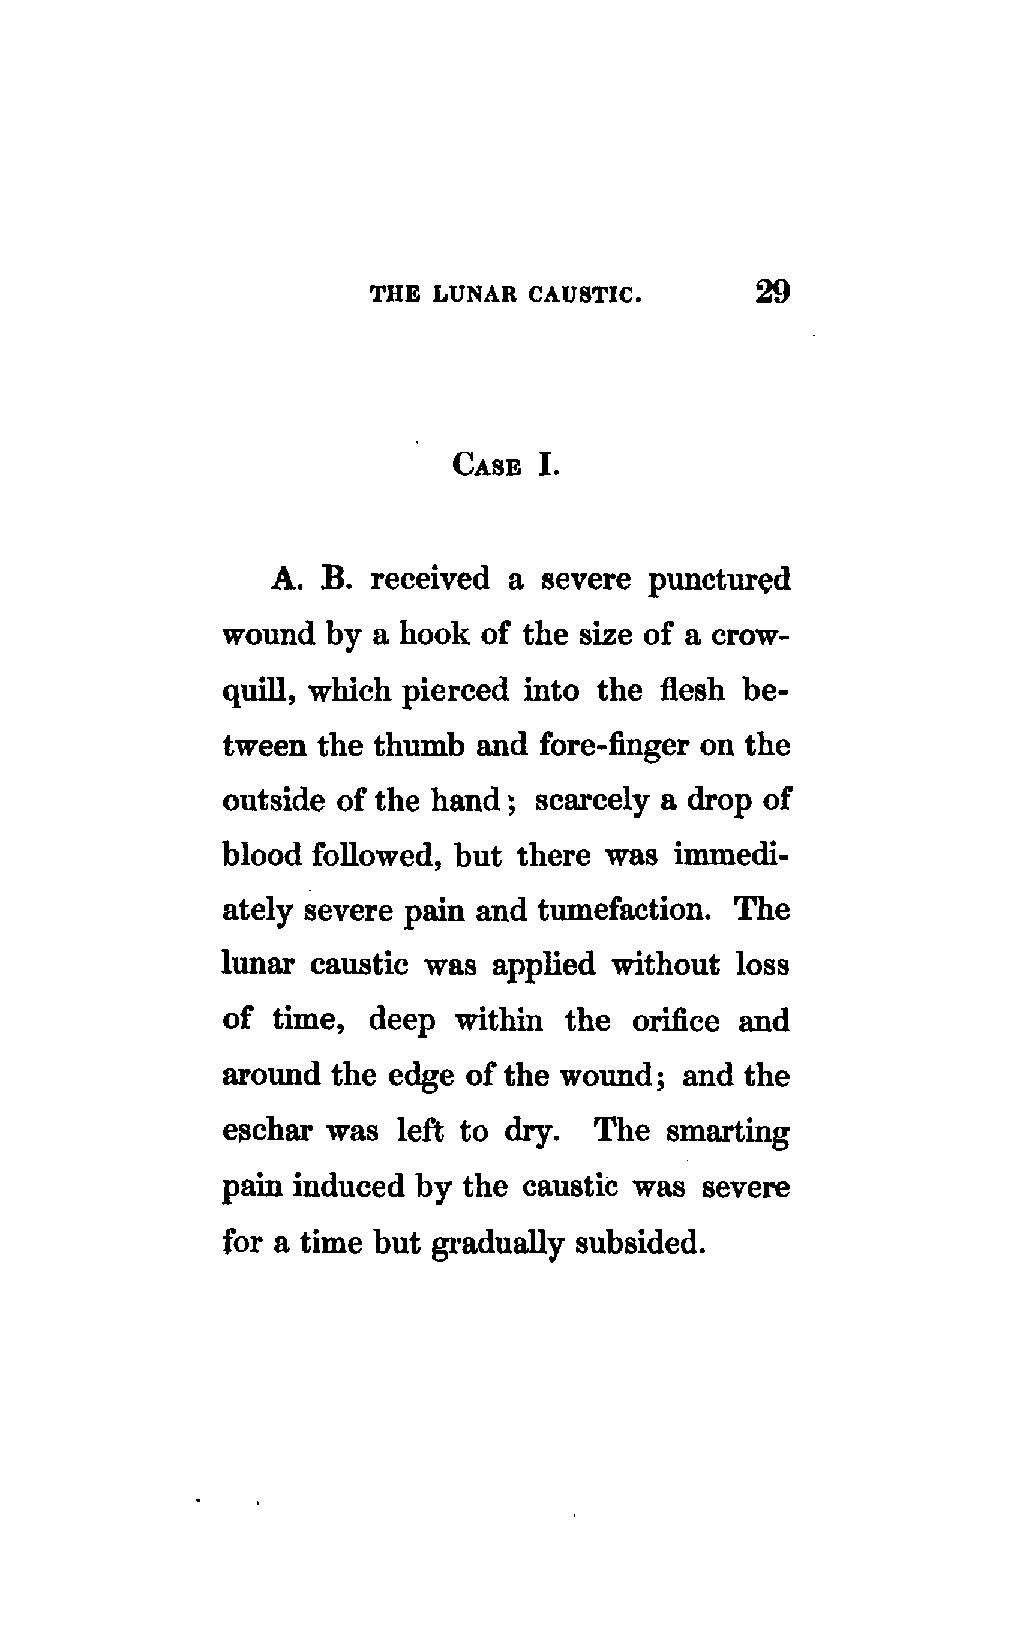 THE LUNAR CAUSTIC. 29
CASE I.
A. B. received a severe punctured
wound by a hook of the size of a crow-
quill, which pierced into the flesh be-
tween the thumb and fore-finger on the
outside of the hand; scarcely a drop of
blood followed, but there was immedi-
ately severe pain and tumefaction. The
lunar caustic was applied without loss
of time, deep within the orifice and
around the edge of the wound; and the
eschar was left to dry. The smarting
pain induced by the caustic was severe
for a time but gradually subsided.